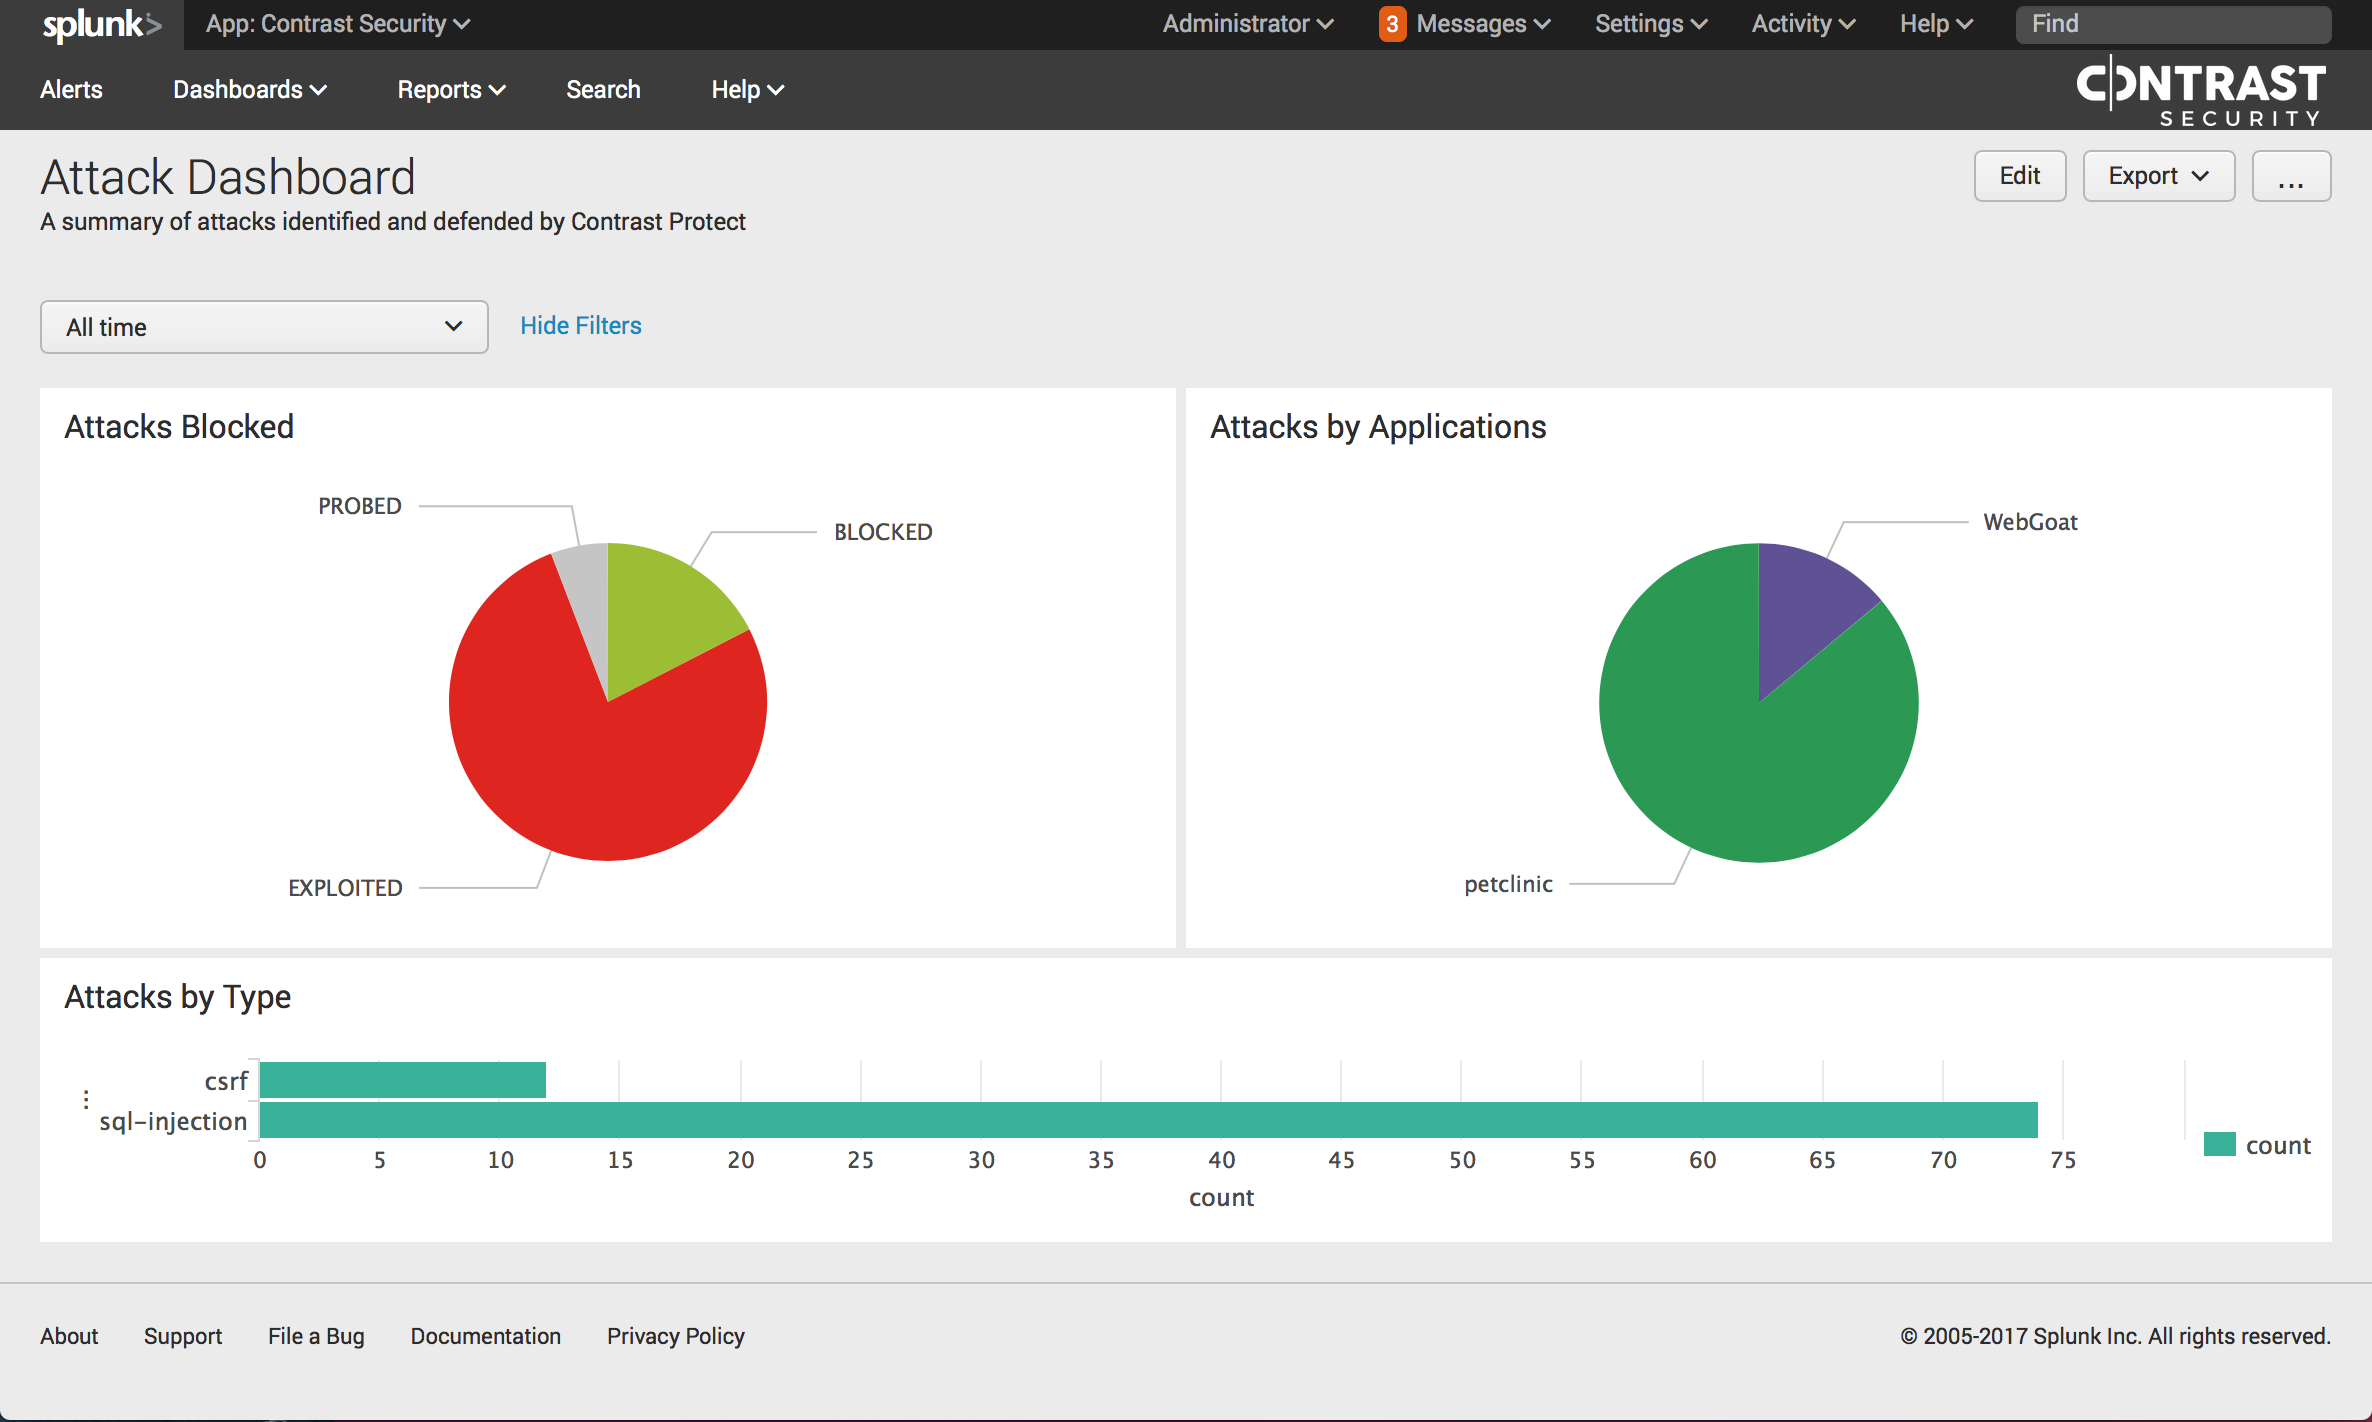 splunk> App: Contrast Security Administrator 3 Messages Settings Activity Help Find
Alerts Dashboards Reports Search Help CONTRAST
SECURITY
Attack Dashboard Edit Export ...
A summary of attacks identified and defended by Contrast Protect
All time Hide Filters
Attacks Blocked
PROBED
BLOCKED
EXPLOITED
Attacks by Applications
WebGoat
petclinic
Attacks by Type
csrf
sql-injection
0 5 10 15 20 25 30 35 40 45 50 55 60 65 70 75
count
count
About Support File a Bug Documentation Privacy Policy © 2005-2017 Splunk Inc. All rights reserved.